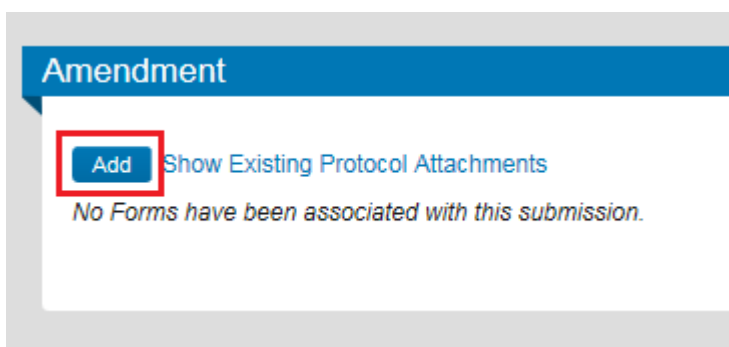 Amendment
Add Show Existing Protocol Attachments
No Forms have been associated with this submission.